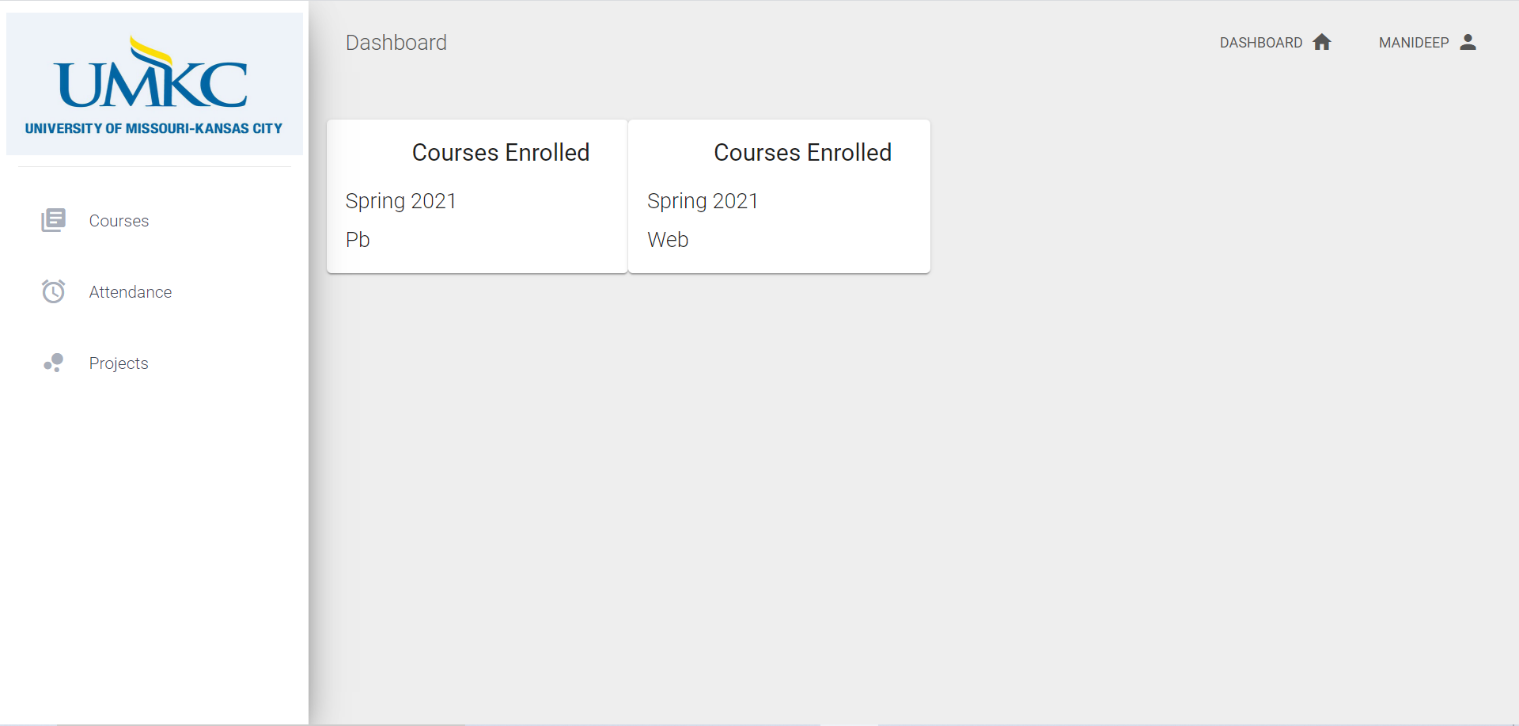 UMKC
UNIVERSITY OF MISSOURI-KANSAS CITY
Courses
Attendance
Projects
Dashboard
DASHBOARD
MANIDEEP
Courses Enrolled
Spring 2021
Pb
Courses Enrolled
Spring 2021
Web